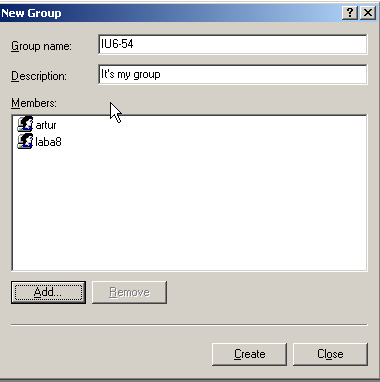 New Group
Group name: IU6-54
Description: It's my group
Members:
artur
laba8
Add... Remove
Create Close